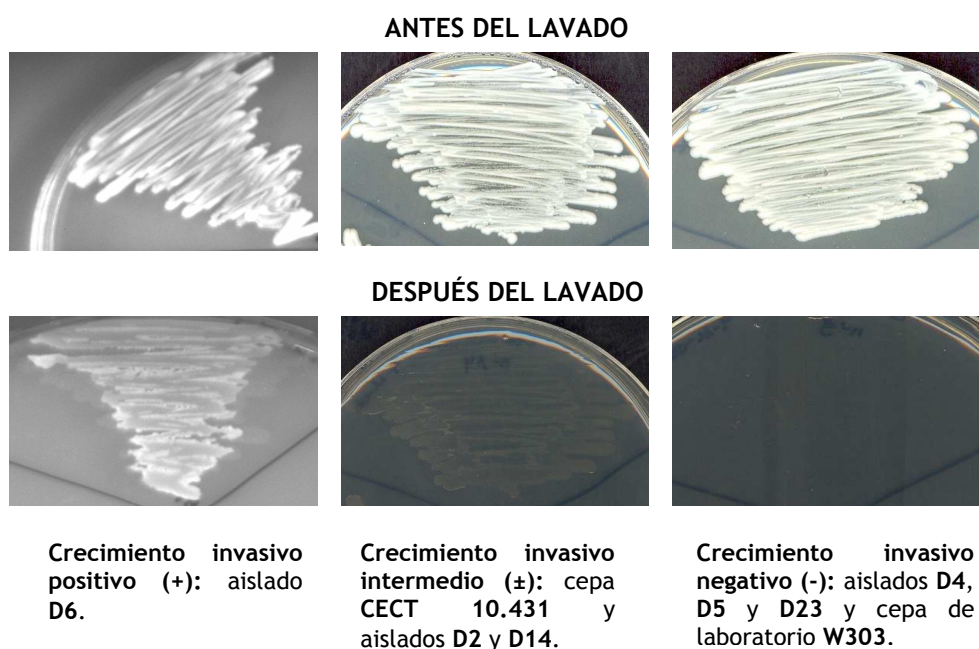 ANTES DEL LAVADO
DESPUÉS DEL LAVADO
Crecimiento invasivo
positivo (+): aislado
D6.
Crecimiento invasivo
intermedio (±): cepa
CECT 10.431 y
aislados D2 y D14.
Crecimiento invasivo
negativo (-): aislados D4,
D5 y D23 y cepa de
laboratorio W303.